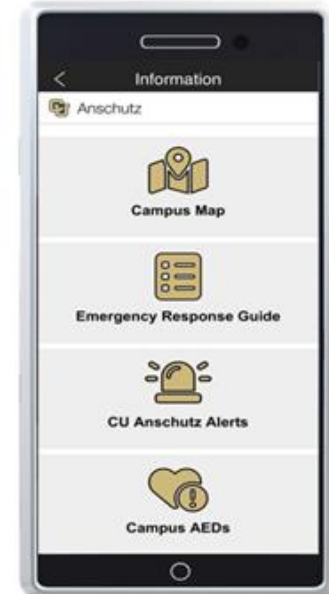 Information
Anschutz
Campus Map
Emergency Response Guide
CU Anschutz Alerts
Campus AEDs